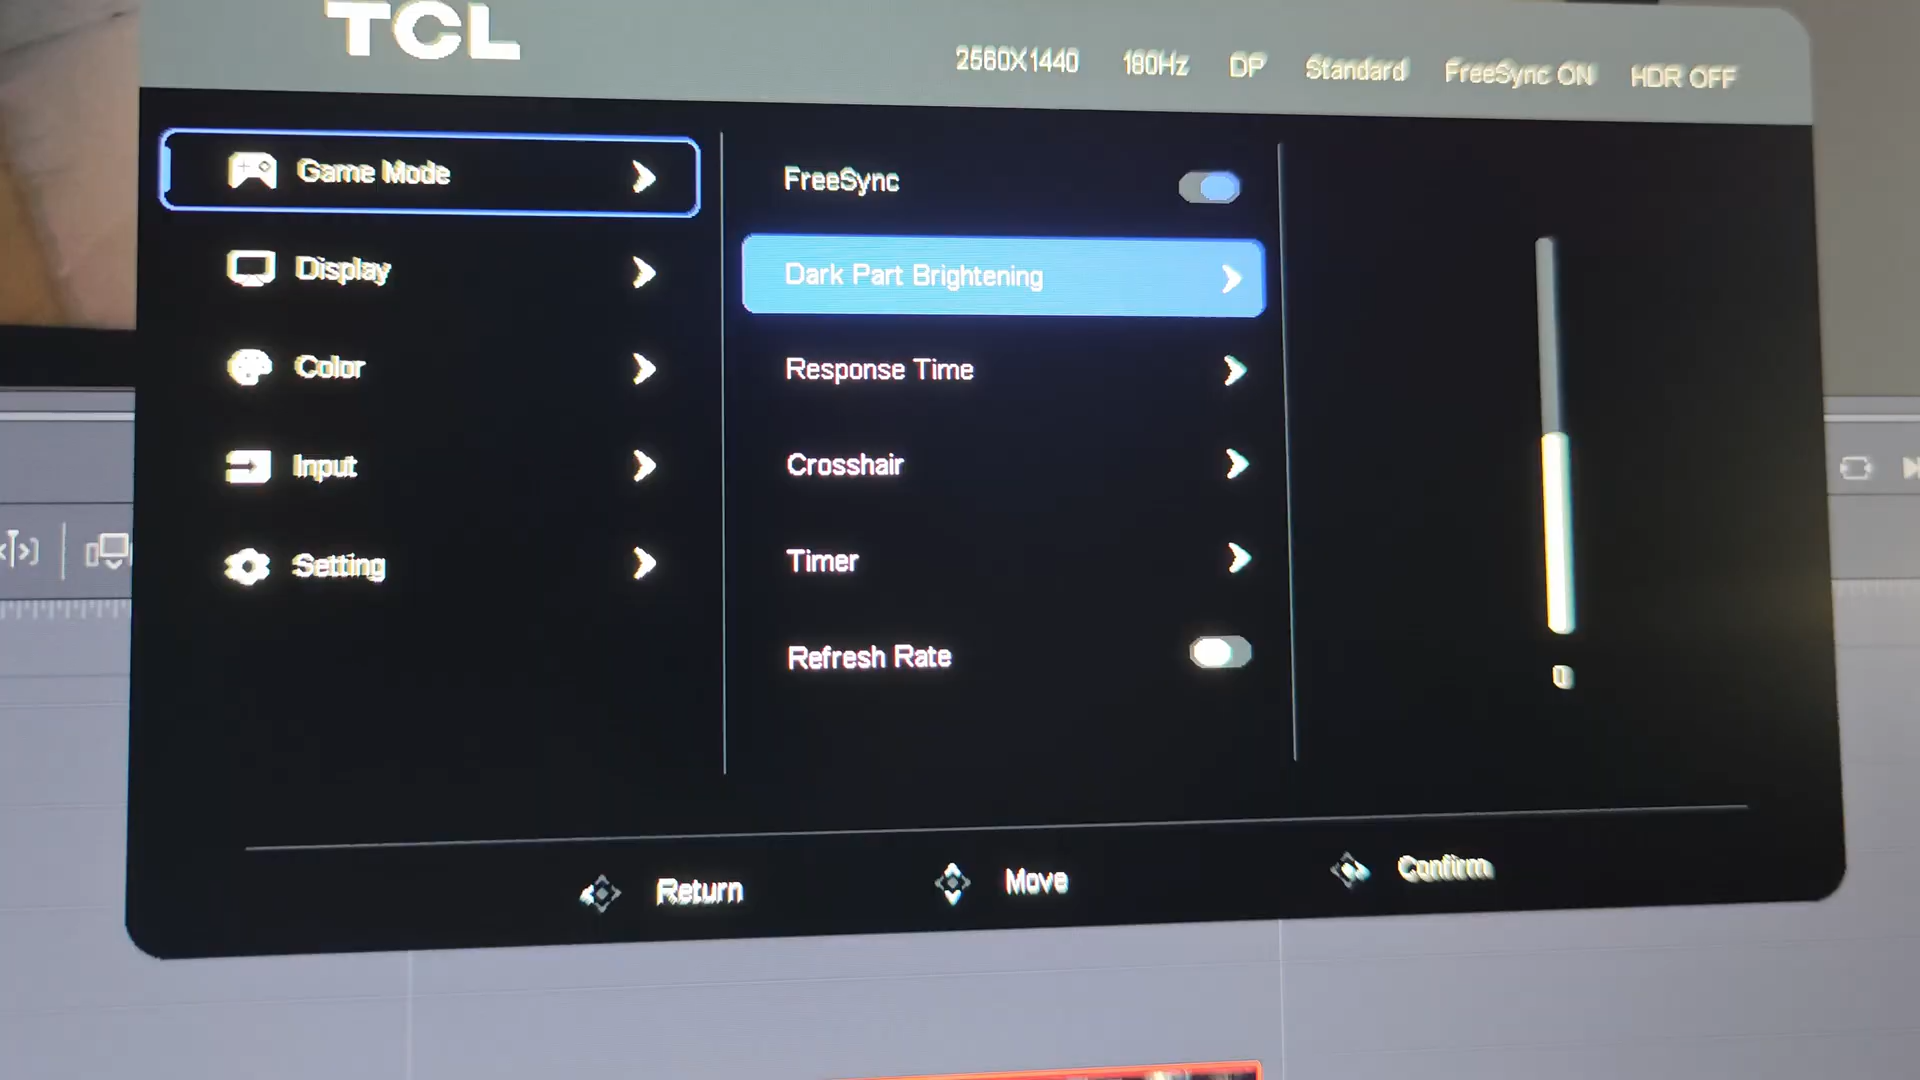 TCL
2560X1440 180Hz DP Standard FreeSync ON HDR OFF
Game Mode
Display
Color
Input
Setting
FreeSync
Dark Part Brightening
Response Time
Crosshair
Timer
Refresh Rate
0
Return Move Confirm